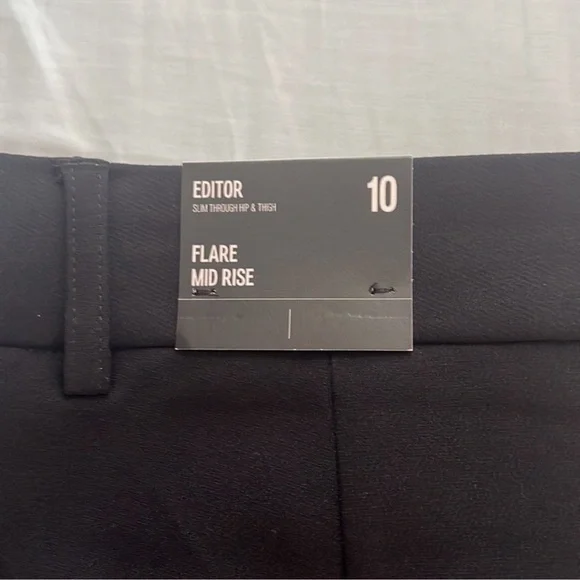 EDITOR
10
SLIM THROUGH HIP & THIGH
FLARE
MID RISE